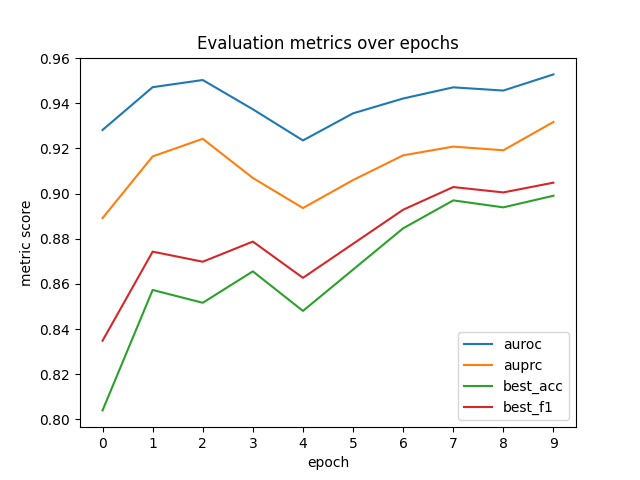 Evaluation metrics over epochs
metric score
0.96
0.94
0.92
0.90
0.88
0.86
0.84
0.82
0.80
auroc
auprc
best_acc
best_f1
0 1 2 3 4 5 6 7 8 9
epoch